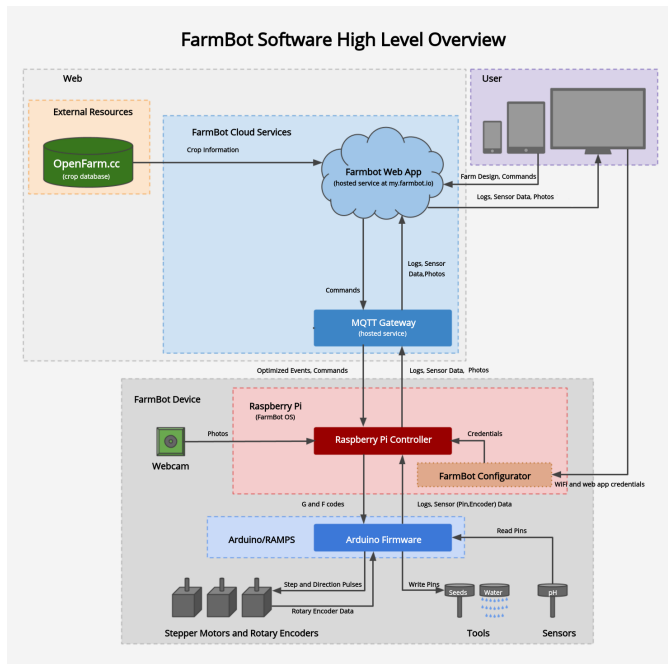 FarmBot Software High Level Overview
Web
User
External Resources
OpenFarm.cc
(crop database)
FarmBot Cloud Services
Crop Information
Farmbot Web App
(hosted service at my.farmbot.io)
Farm Design, Commands
Logs, Sensor Data, Photos
Logs, Sensor
Data,Photos
Commands
MQTT Gateway
(hosted service)
Optimized Events, Commands
Logs, Sensor Data, Photos
FarmBot Device
Raspberry Pi
(FarmBot OS)
Photos
Webcam
Raspberry Pi Controller
Credentials
FarmBot Configurator
WIFI and web app credentials
G and F codes
Logs, Sensor (Pin,Encoder) Data
Arduino/RAMPS
Arduino Firmware
Read Pins
Step and Direction Pulses
Rotary Encoder Data
Write Pins
Seeds
Water
pH
Stepper Motors and Rotary Encoders
Tools
Sensors